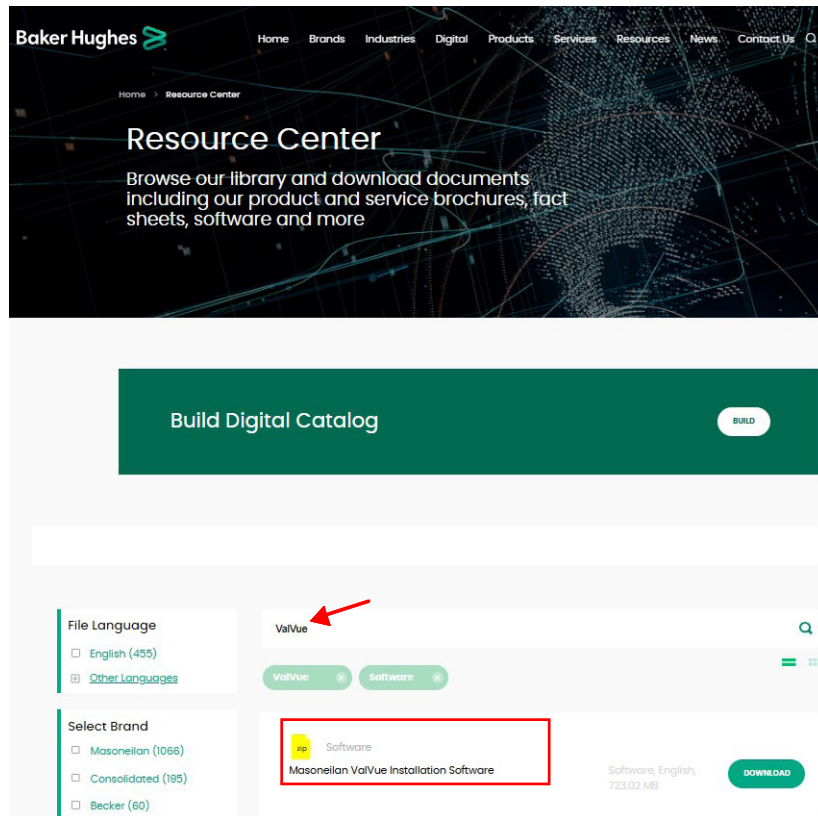 Baker Hughes
Home Brands Industries Digital Products Services Resources News Contact Us
Home > Resource Center
Resource Center
Browse our library and download documents
including our product and service brochures, fact
sheets, software and more
Build Digital Catalog
BUILD
File Language
English (455)
Other Languages
ValVue
ValVue Software
Select Brand
Masoneilan (1066)
Consolidated (195)
Becker (60)
zip Software
Masoneilan ValVue Installation Software
Software, English,
723.02 MB
DOWNLOAD